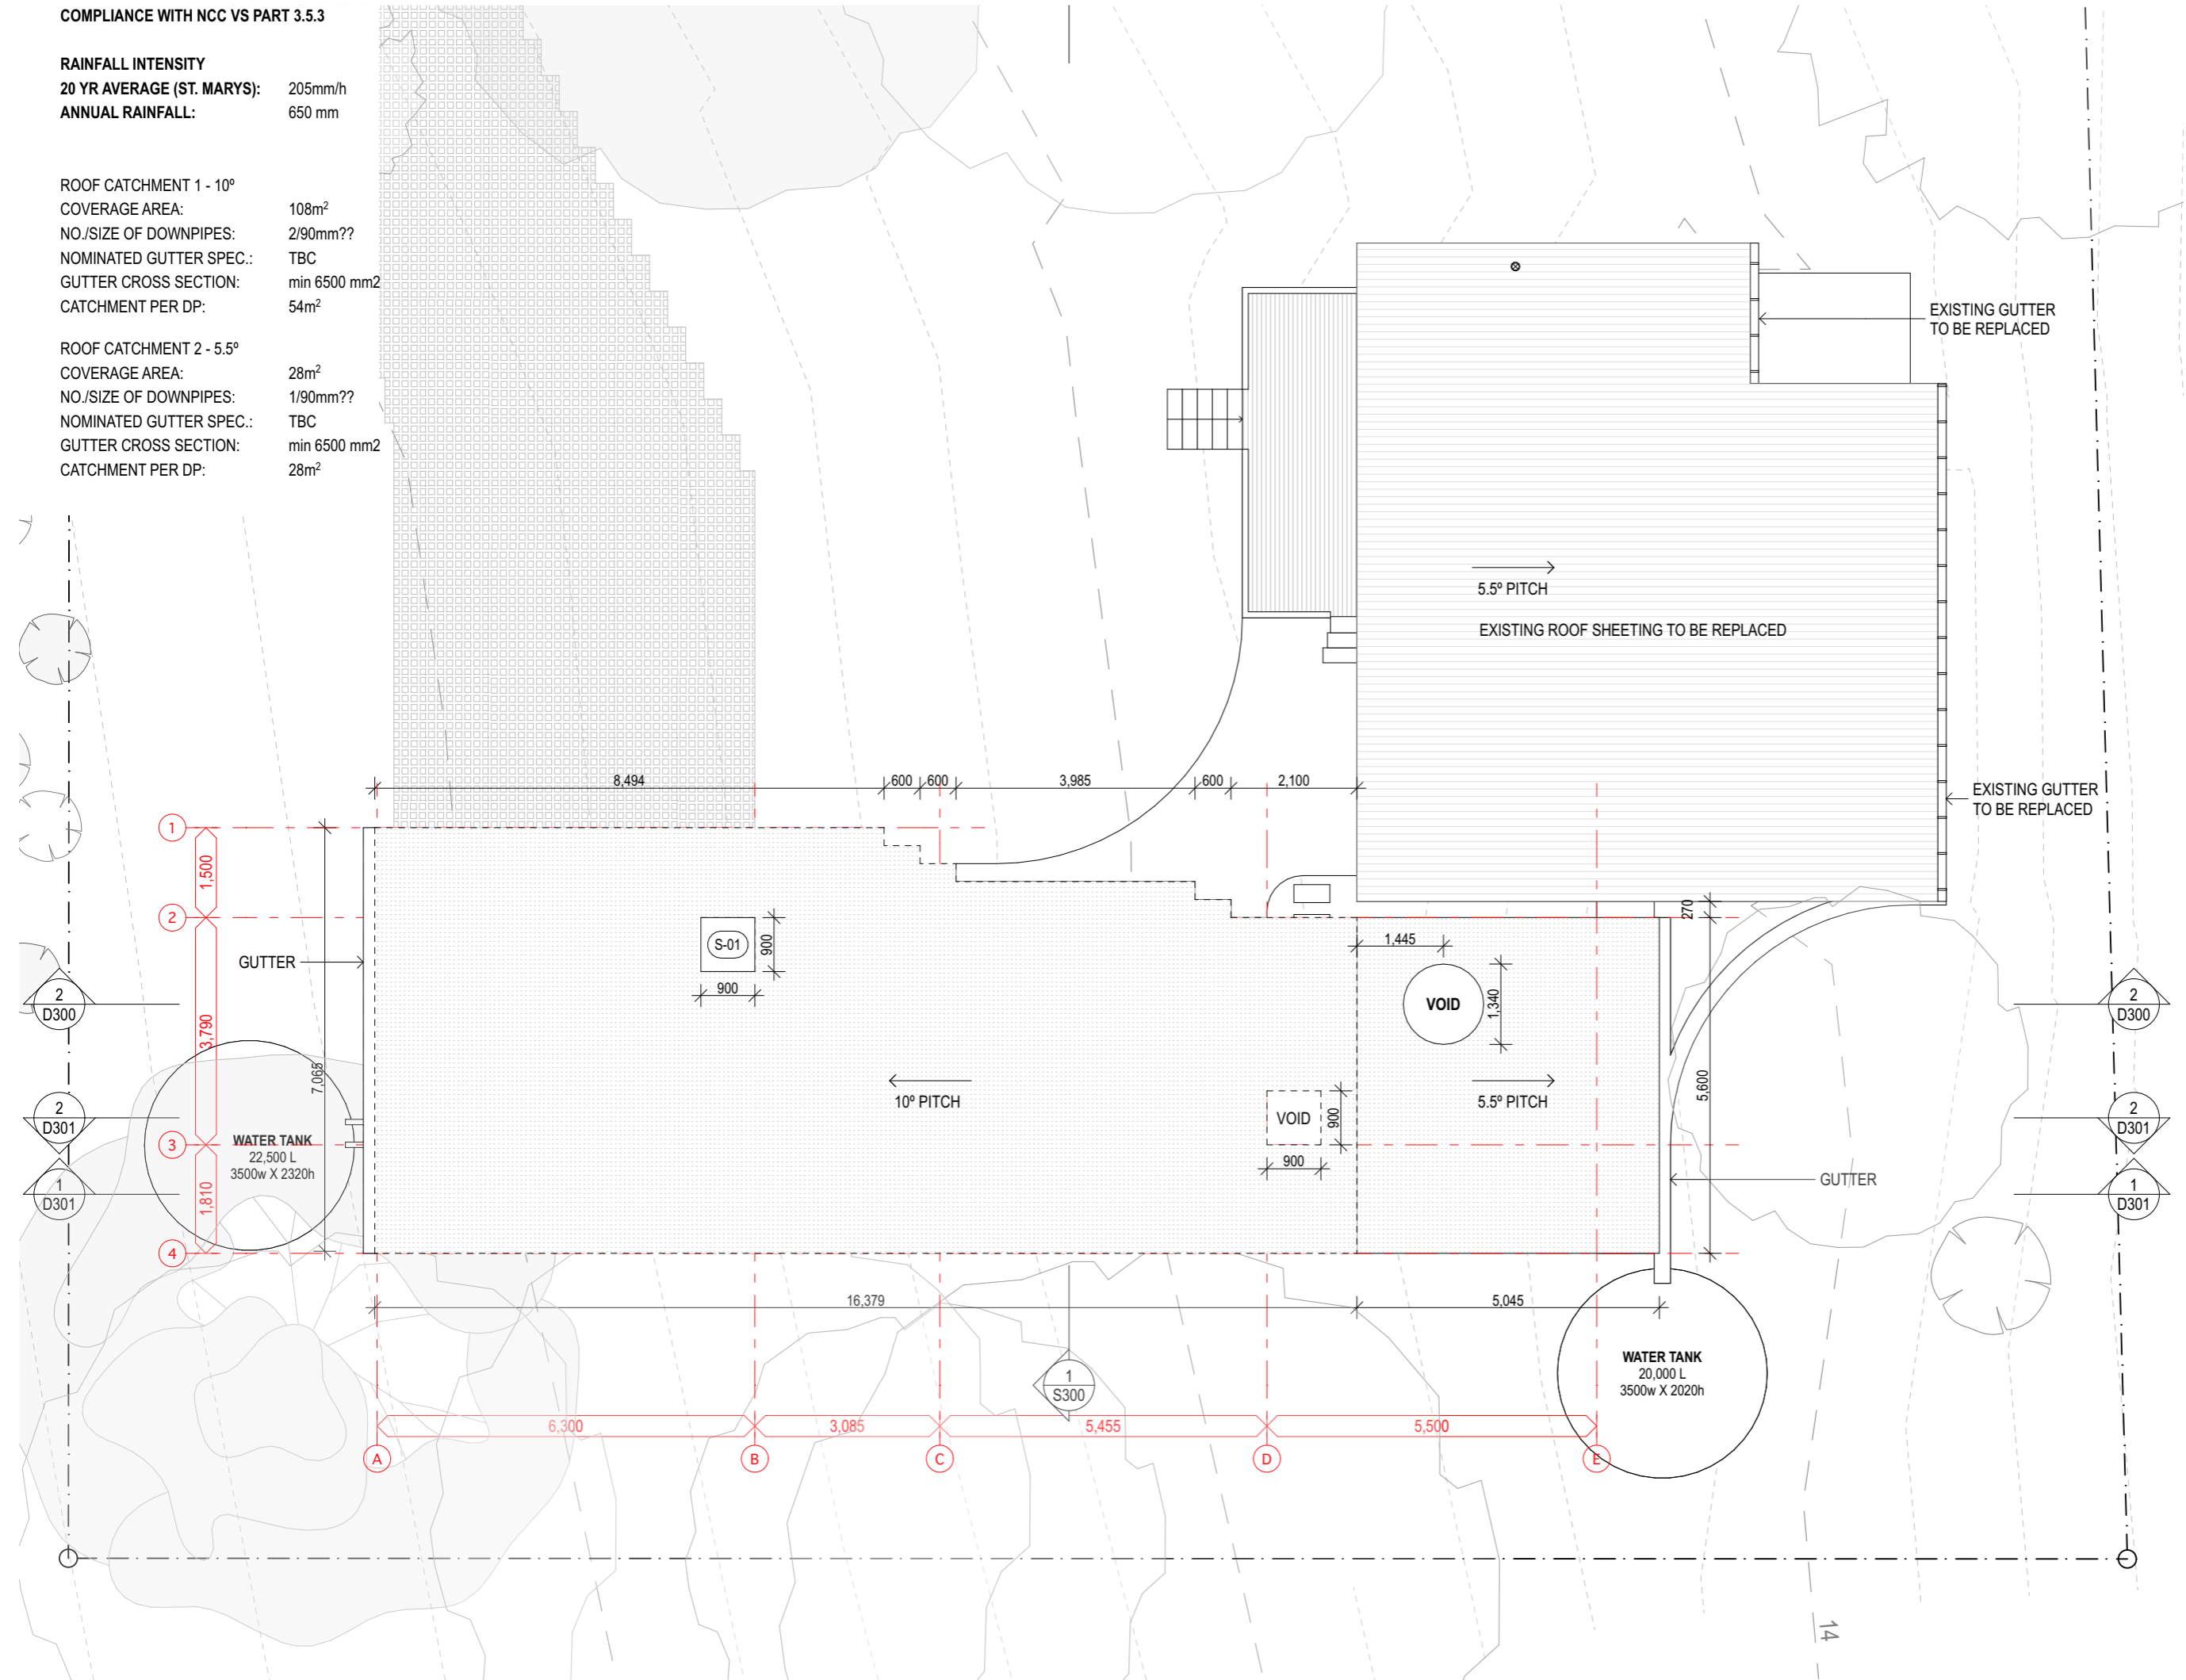 COMPLIANCE WITH NCC VS PART 3.5.3
RAINFALL INTENSITY
20 YR AVERAGE (ST. MARYS): 205mm/h
ANNUAL RAINFALL: 650 mm
ROOF CATCHMENT 1 - 10º
COVERAGE AREA: 108m²
NO./SIZE OF DOWNPIPES: 2/90mm??
NOMINATED GUTTER SPEC.: TBC
GUTTER CROSS SECTION: min 6500 mm2
CATCHMENT PER DP: 54m²
ROOF CATCHMENT 2 - 5.5º
COVERAGE AREA: 28m²
NO./SIZE OF DOWNPIPES: 1/90mm??
NOMINATED GUTTER SPEC.: TBC
GUTTER CROSS SECTION: min 6500 mm2
CATCHMENT PER DP: 28m²
EXISTING GUTTER
TO BE REPLACED
5.5º PITCH
EXISTING ROOF SHEETING TO BE REPLACED
EXISTING GUTTER
TO BE REPLACED
8,494
600
600
3,985
600
2,100
1
1,500
2
3,790
3
1,810
4
7,065
GUTTER
S-01
900
900
270
1,445
VOID
1,340
5,600
10º PITCH
VOID
900
900
5.5º PITCH
GUTTER
2
D300
2
D301
1
D301
2
D300
2
D301
1
D301
WATER TANK
22,500 L
3500w X 2320h
16,379
5,045
WATER TANK
20,000 L
3500w X 2020h
1
S300
6,300
3,085
5,455
5,500
A
B
C
D
E
14